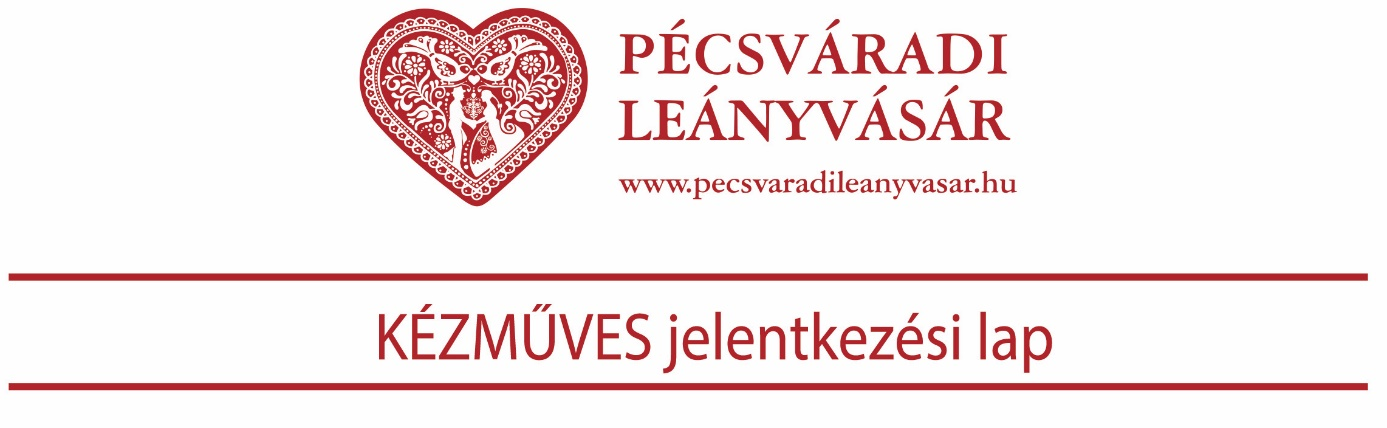 PÉCSVÁRADI
LEÁNYVÁSÁR
www.pecsvaradileanyvasar.hu
KÉZMŰVES jelentkezési lap